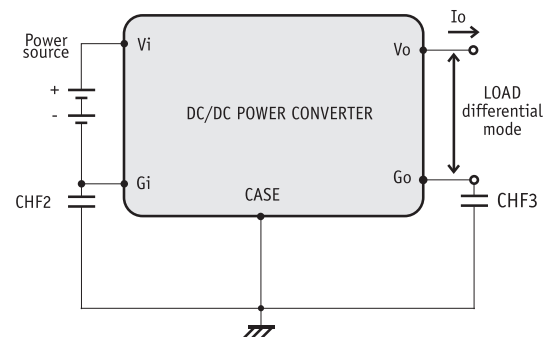 Io
Power
source
Vi
Vo
+
-
DC/DC POWER CONVERTER
LOAD
differential
mode
Gi
Go
CASE
CHF2
CHF3